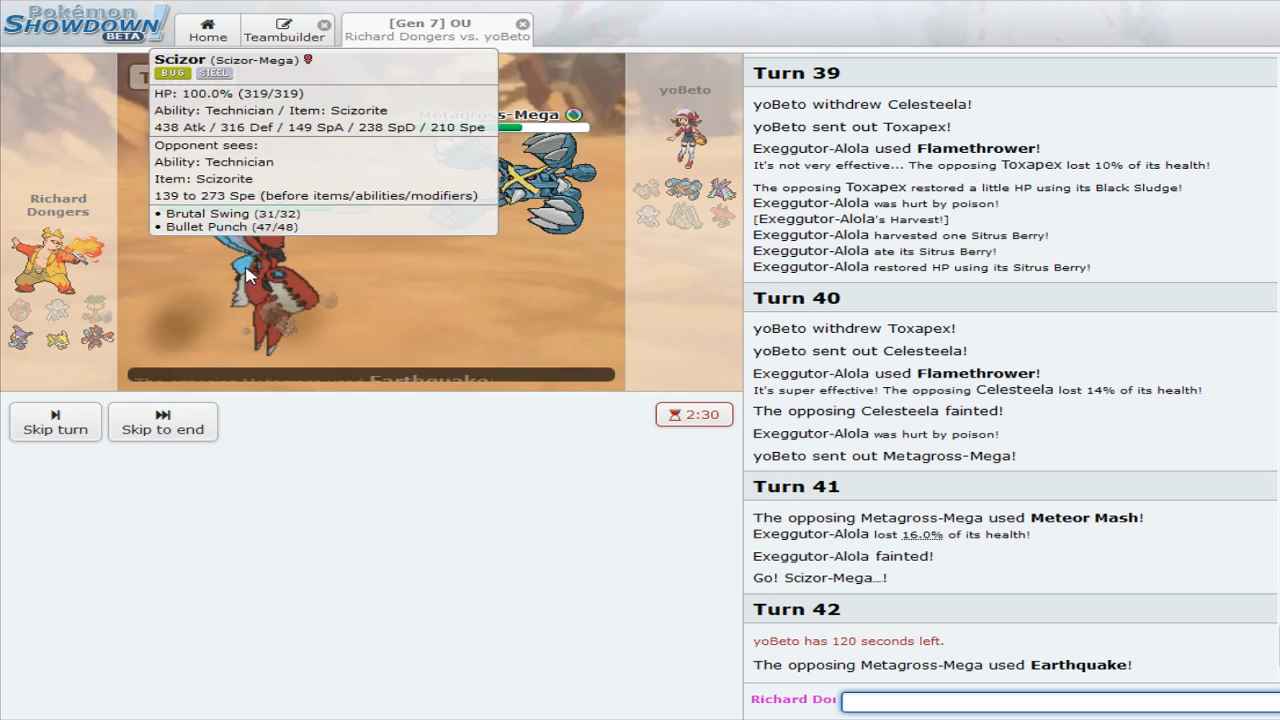 Pokémon
SHOWDOWN!
BETA
Home
Teambuilder
[Gen 7] OU
Richard Dongers vs. yoBeto
Scizor (Scizor-Mega)
BUG STEEL
HP: 100.0% (319/319)
Ability: Technician / Item: Scizorite
438 Atk / 316 Def / 149 SpA / 238 SpD / 210 Spe
Opponent sees:
Ability: Technician
Item: Scizorite
139 to 273 Spe (before items/abilities/modifiers)
• Brutal Swing (31/32)
• Bullet Punch (47/48)
Metagross-Mega
yoBeto
Richard
Dongers
The opposing Metagross used Earthquake!
Skip turn
Skip to end
2:30
Turn 39
yoBeto withdrew Celesteela!
yoBeto sent out Toxapex!
Exeggutor-Alola used Flamethrower!
It's not very effective... The opposing Toxapex lost 10% of its health!
The opposing Toxapex restored a little HP using its Black Sludge!
Exeggutor-Alola was hurt by poison!
[Exeggutor-Alola's Harvest!]
Exeggutor-Alola harvested one Sitrus Berry!
Exeggutor-Alola ate its Sitrus Berry!
Exeggutor-Alola restored HP using its Sitrus Berry!
Turn 40
yoBeto withdrew Toxapex!
yoBeto sent out Celesteela!
Exeggutor-Alola used Flamethrower!
It's super effective! The opposing Celesteela lost 14% of its health!
The opposing Celesteela fainted!
Exeggutor-Alola was hurt by poison!
yoBeto sent out Metagross-Mega!
Turn 41
The opposing Metagross-Mega used Meteor Mash!
Exeggutor-Alola lost 16.0% of its health!
Exeggutor-Alola fainted!
Go! Scizor-Mega...!
Turn 42
yoBeto has 120 seconds left.
The opposing Metagross-Mega used Earthquake!
Richard Do